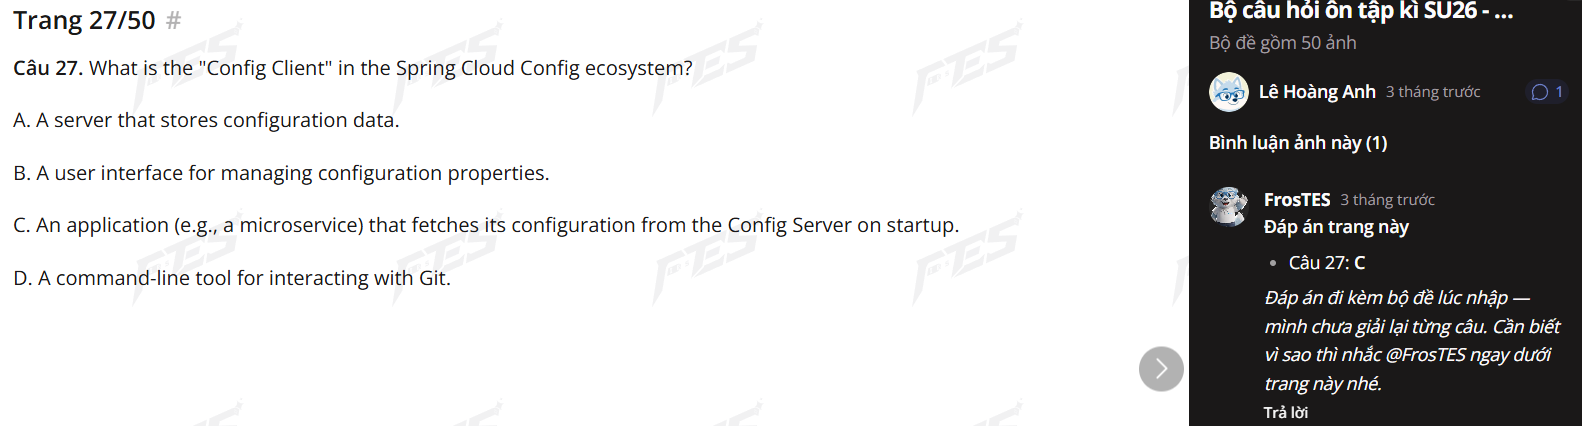 Trang 27/50 #
Câu 27. What is the "Config Client" in the Spring Cloud Config ecosystem?
A. A server that stores configuration data.
B. A user interface for managing configuration properties.
C. An application (e.g., a microservice) that fetches its configuration from the Config Server on startup.
D. A command-line tool for interacting with Git.
Bộ câu hỏi ôn tập kì SU26 - ...
Bộ đề gồm 50 ảnh
Lê Hoàng Anh 3 tháng trước 1
Bình luận ảnh này (1)
FrosTES 3 tháng trước
Đáp án trang này
• Câu 27: C
Đáp án đi kèm bộ đề lúc nhập —
mình chưa giải lại từng câu. Cần biết
vì sao thì nhắc @FrosTES ngay dưới
trang này nhé.
Trả lời